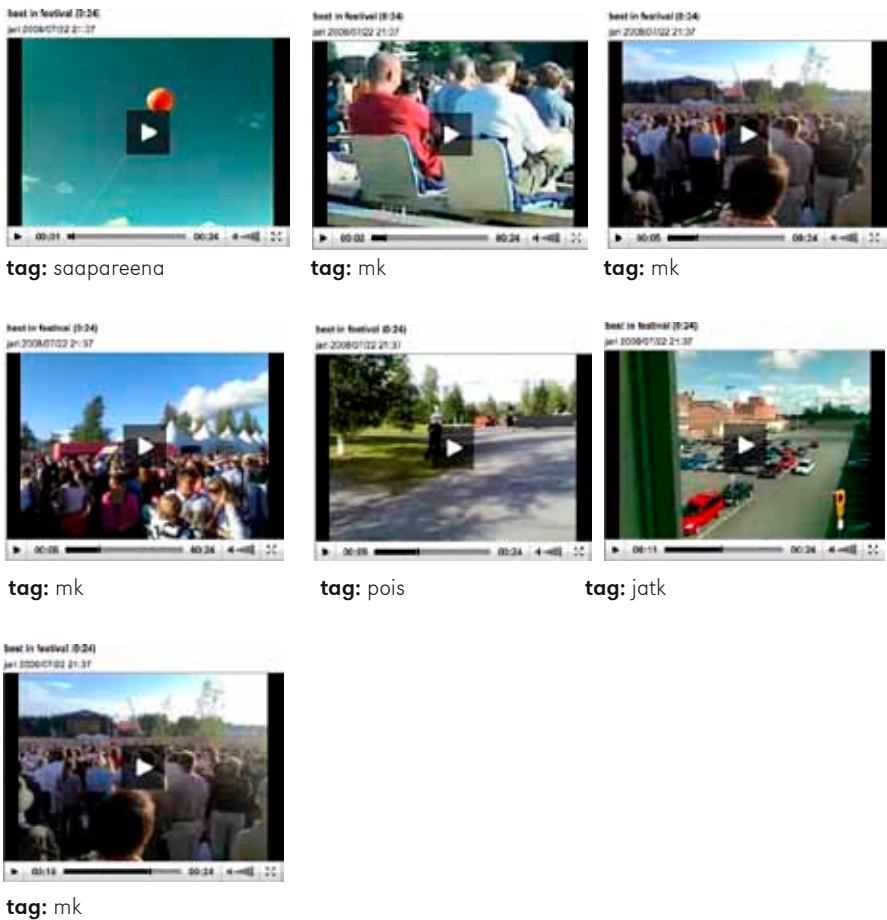 best in festival (0:24)
jari 2008/07/22 21:37
00:01 00:24
tag: saapareena
best in festival (0:24)
jari 2008/07/22 21:37
00:02 00:24
tag: mk
best in festival (0:24)
jari 2008/07/22 21:37
00:05 00:24
tag: mk
best in festival (0:24)
jari 2008/07/22 21:37
00:24
tag: mk
best in festival (0:24)
jari 2008/07/22 21:37
00:24
tag: pois
best in festival (0:24)
jari 2008/07/22 21:37
00:11 00:24
tag: jatk
best in festival (0:24)
jari 2008/07/22 21:37
00:24
tag: mk